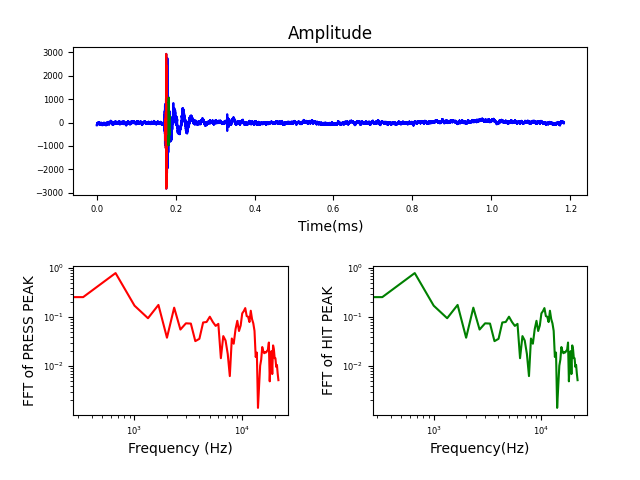 Amplitude
3000
2000
1000
0
−1000
−2000
−3000
0.0 0.2 0.4 0.6 0.8 1.0 1.2
Time(ms)
FFT of PRESS PEAK
10⁰
10⁻¹
10⁻²
10³ 10⁴
Frequency (Hz)
FFT of HIT PEAK
10⁰
10⁻¹
10⁻²
10³ 10⁴
Frequency(Hz)